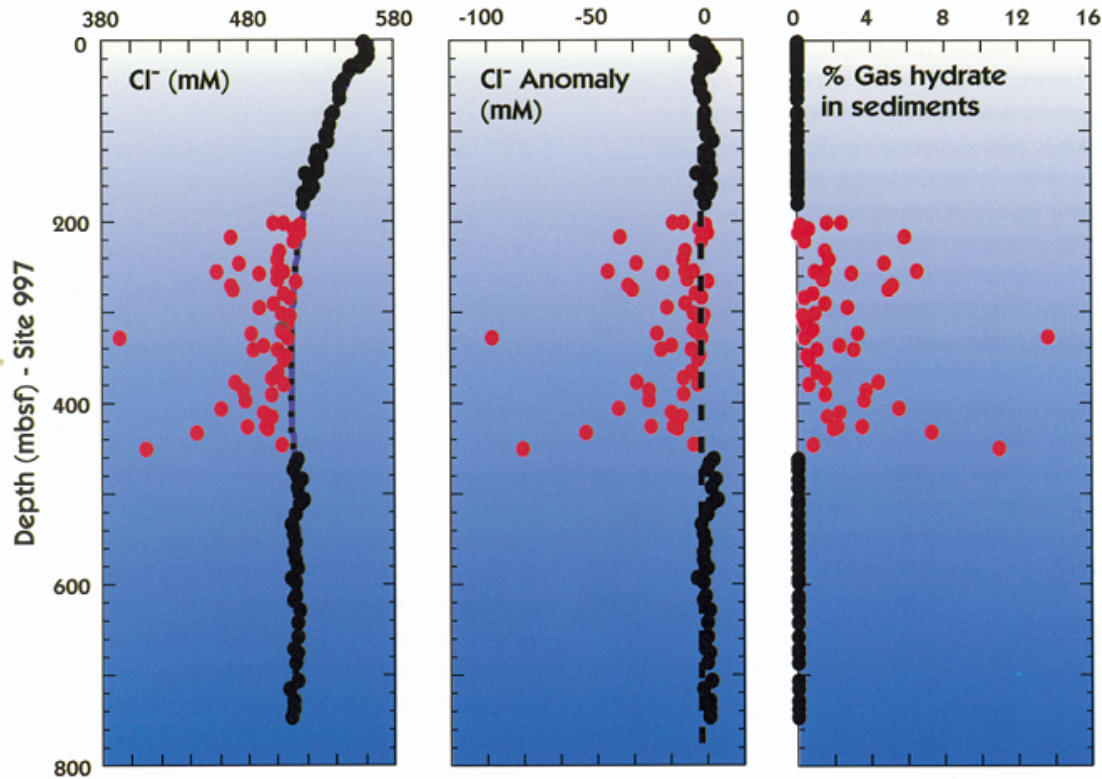 380 480 580 -100 -50 0 0 4 8 12 16
0
Cl⁻ (mM)
Cl⁻ Anomaly
(mM)
% Gas hydrate
in sediments
200
400
600
800
Depth (mbsf) - Site 997